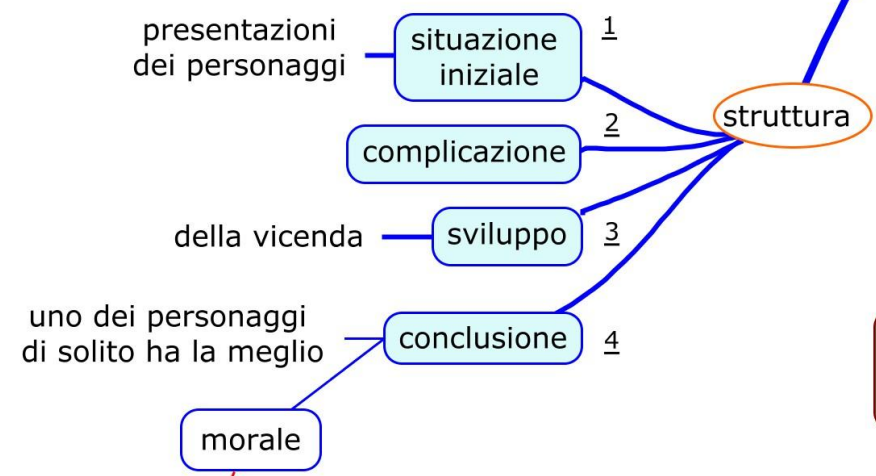 presentazioni
dei personaggi
situazione
iniziale
1
struttura
complicazione
2
della vicenda
sviluppo
3
uno dei personaggi
di solito ha la meglio
conclusione
4
morale